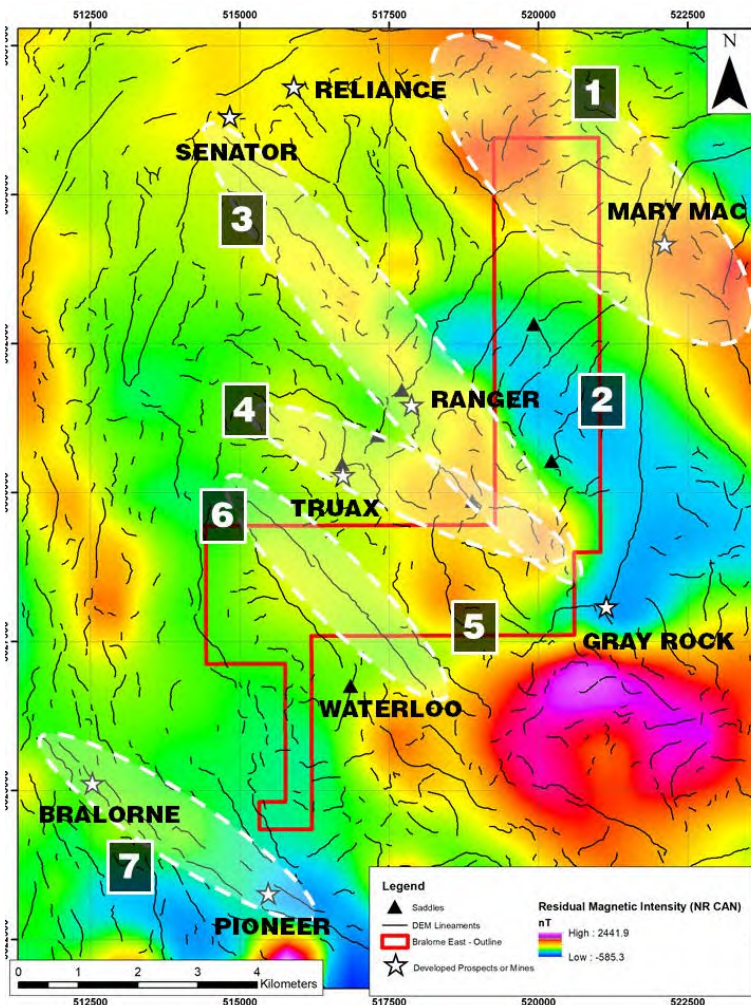 512500 515000 517500 520000 522500
N
1
RELIANCE
SENATOR
MARY MAC
3
2
RANGER
4
TRUAX
6
5
GRAY ROCK
WATERLOO
BRALORNE
7
PIONEER
Legend
Saddles
DEM Lineaments
Bralorne East - Outline
Developed Prospects or Mines
Residual Magnetic Intensity (NR CAN)
nT
High : 2441.9
Low : -585.3
0 1 2 3 4
Kilometers
512500 515000 517500 520000 522500